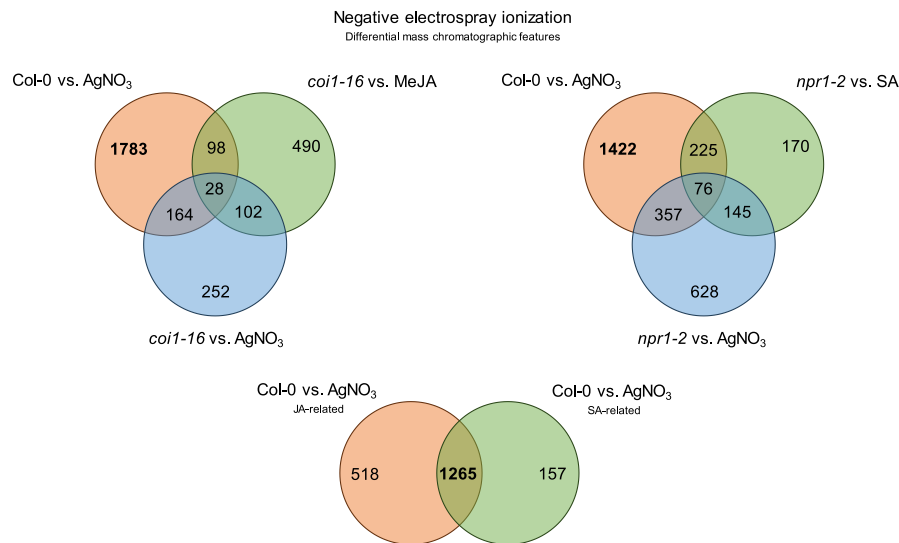 Negative electrospray ionization
Differential mass chromatographic features
Col-0 vs. AgNO₃
coi1-16 vs. MeJA
1783
98
490
28
164
102
252
coi1-16 vs. AgNO₃
Col-0 vs. AgNO₃
npr1-2 vs. SA
1422
225
170
76
357
145
628
npr1-2 vs. AgNO₃
Col-0 vs. AgNO₃
JA-related
Col-0 vs. AgNO₃
SA-related
518
1265
157